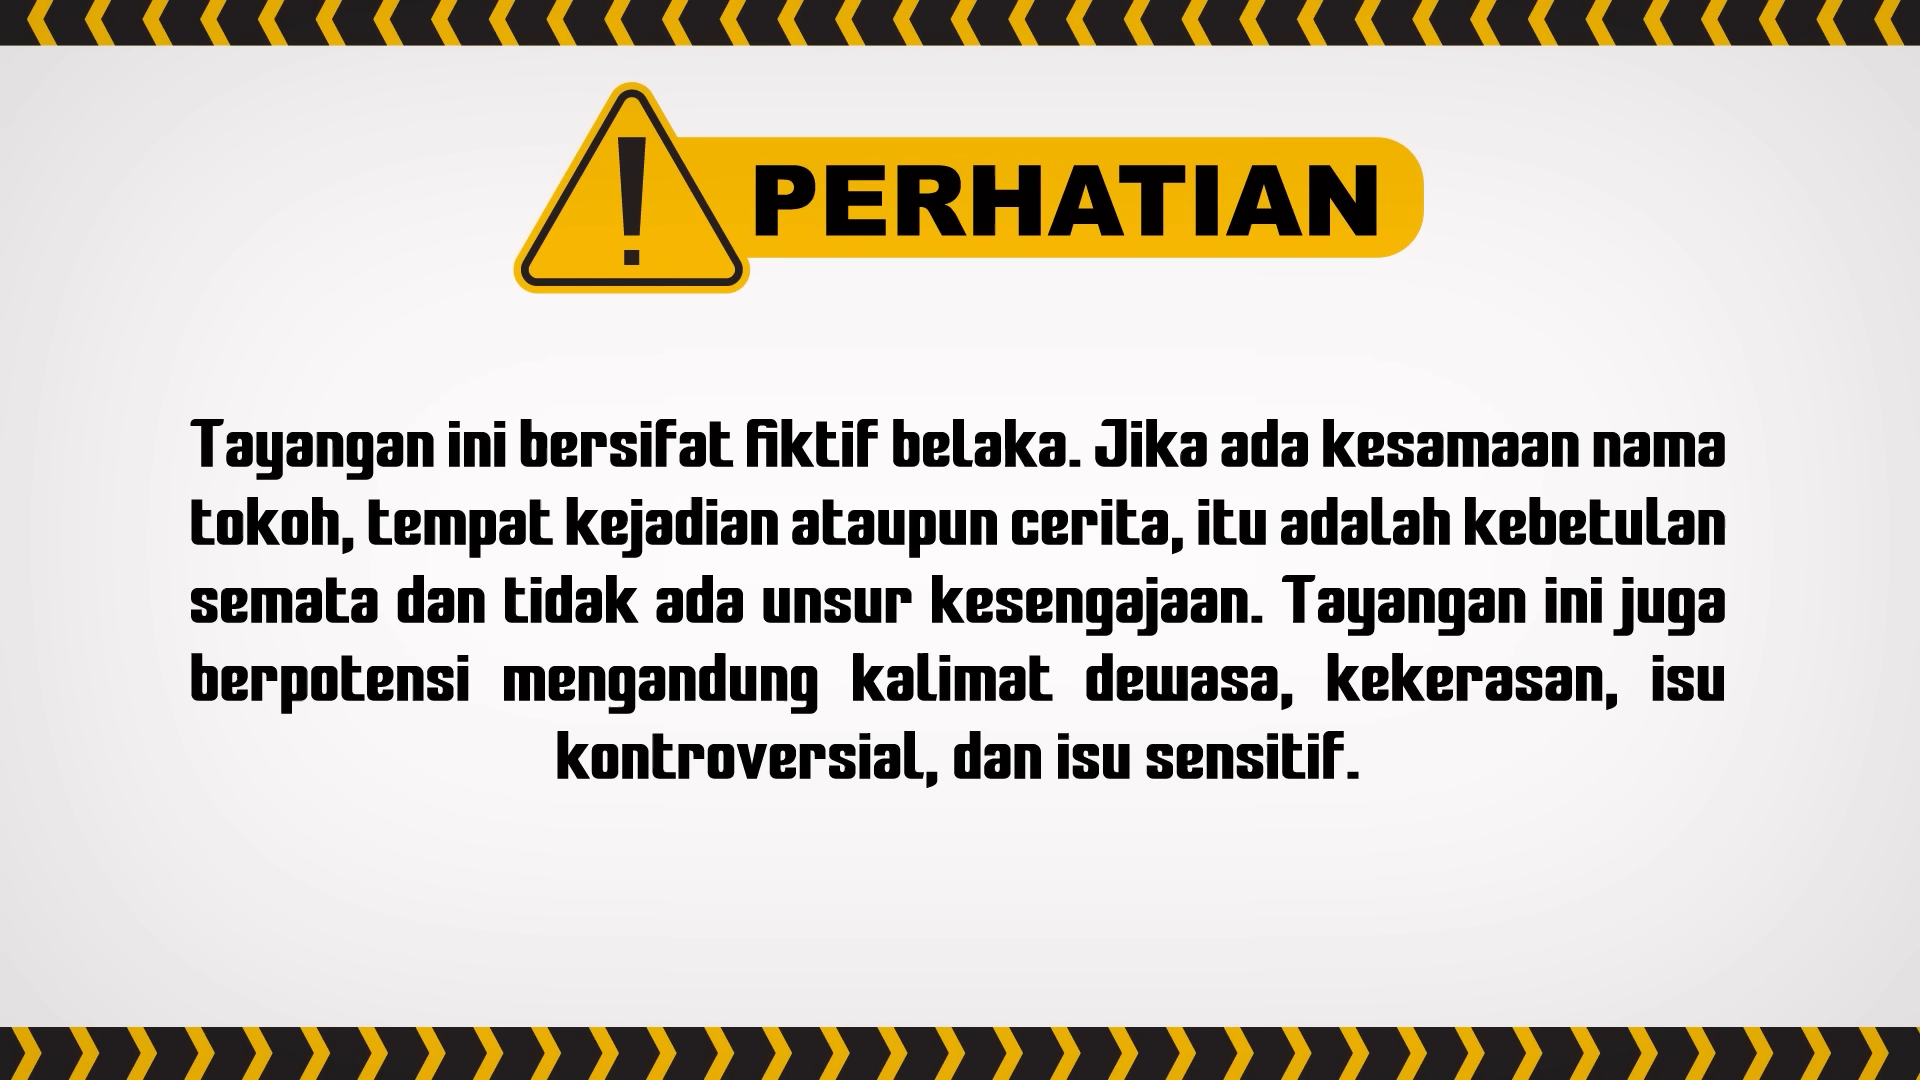 PERHATIAN
Tayangan ini bersifat fiktif belaka. Jika ada kesamaan nama
tokoh, tempat kejadian ataupun cerita, itu adalah kebetulan
semata dan tidak ada unsur kesengajaan. Tayangan ini juga
berpotensi mengandung kalimat dewasa, kekerasan, isu
kontroversial, dan isu sensitif.